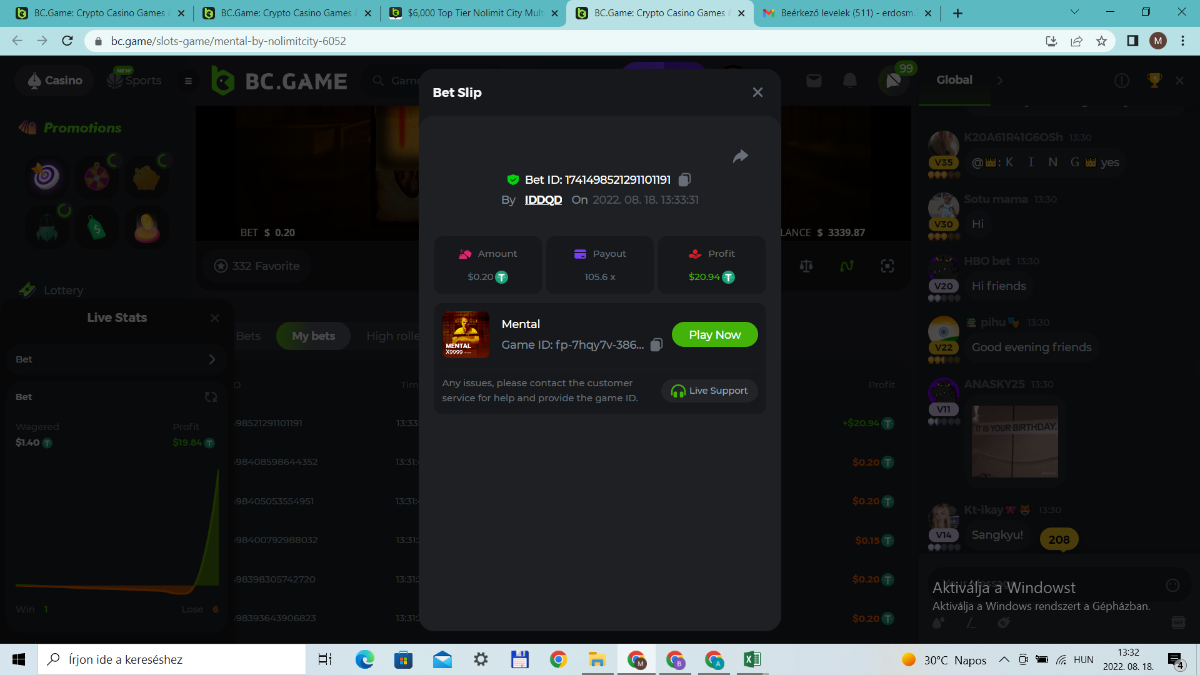 BC.Game: Crypto Casino Games
BC.Game: Crypto Casino Games
$6,000 Top Tier Nolimit City Mult
BC.Game: Crypto Casino Games
Beérkező levelek (511) - erdosm.
bc.game/slots-game/mental-by-nolimitcity-6052
M
Casino
NEW
Sports
BC.GAME
Game
99
Global
Promotions
Lottery
BET $ 0.20
LANCE $ 3339.87
332 Favorite
Live Stats
Bet
Bet
Wagered
Profit
$1.40
$19.84
Win 1
Lose 6
Bets
My bets
High rolle
D
Tim
Profit
98521291101191
13:33
+$20.94
98408598644352
13:31:
$0.20
98405053554951
13:31:
$0.20
98400792988032
13:31:
$0.15
98398305742720
13:31:
$0.20
98393643906823
13:31:
$0.20
Bet Slip
Bet ID: 1741498521291101191
By IDDQD On 2022. 08. 18. 13:33:31
Amount
Payout
Profit
$0.20
105.6 x
$20.94
MENTAL
X9999
Mental
Game ID: fp-7hqy7v-386...
Play Now
Any issues, please contact the customer
service for help and provide the game ID.
Live Support
K20A61R41G6OSh 13:30
V35
@👑: K I N G 👑 yes
Sotu mama 13:30
V30
Hi
HBO bet 13:30
V20
Hi friends
pihu 13:30
V22
Good evening friends
ANASKY25 13:30
V11
IT IS YOUR BIRTHDAY.
Kt-ikay 13:30
V14
Sangkyu!
208
Aktiválja a Windowst
Aktiválja a Windows rendszert a Gépházban.
Írjon ide a kereséshez
M
B
A
30°C Napos
HUN
13:32
2022. 08. 18.
4